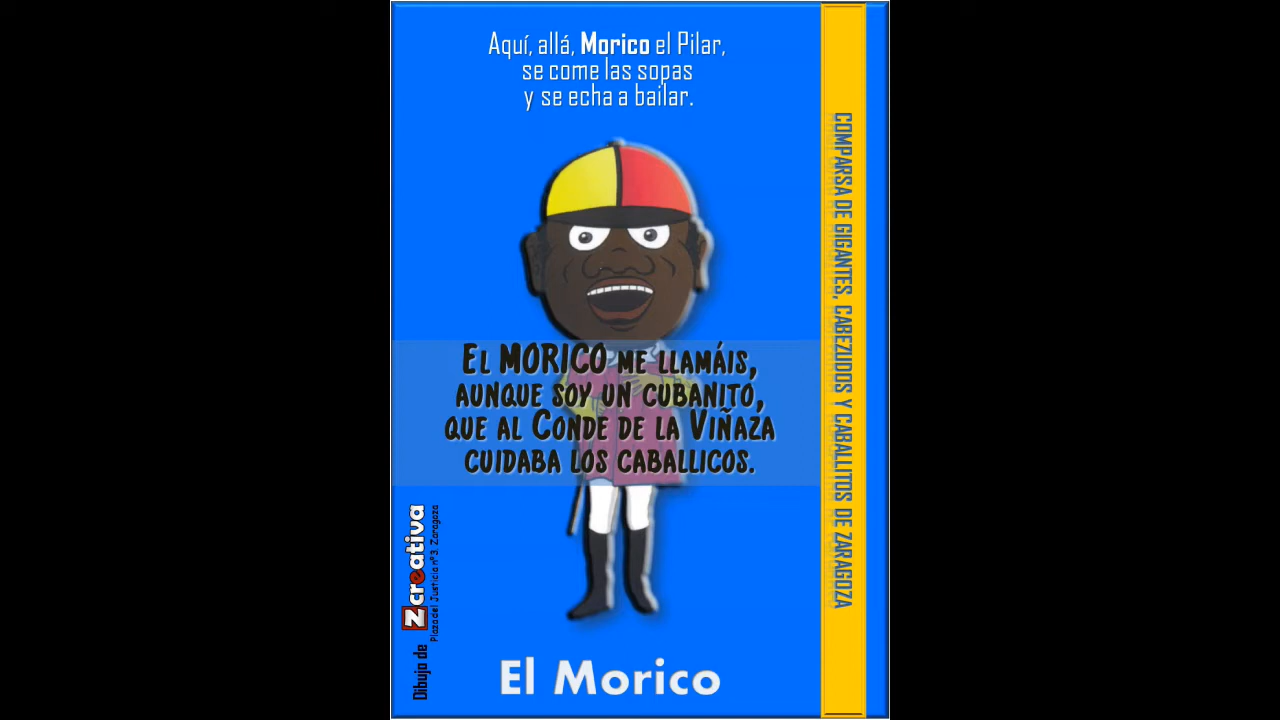 Aquí, allá, Morico el Pilar,
se come las sopas
y se echa a bailar.
EL MORICO ME LLAMÁIS,
AUNQUE SOY UN CUBANITO,
QUE AL CONDE DE LA VIÑAZA
CUIDABA LOS CABALLICOS.
El Morico
Dibujo de Zcreativa
Plaza del Justicia nº3. Zaragoza
COMPARSA DE GIGANTES, CABEZUDOS Y CABALLITOS DE ZARAGOZA